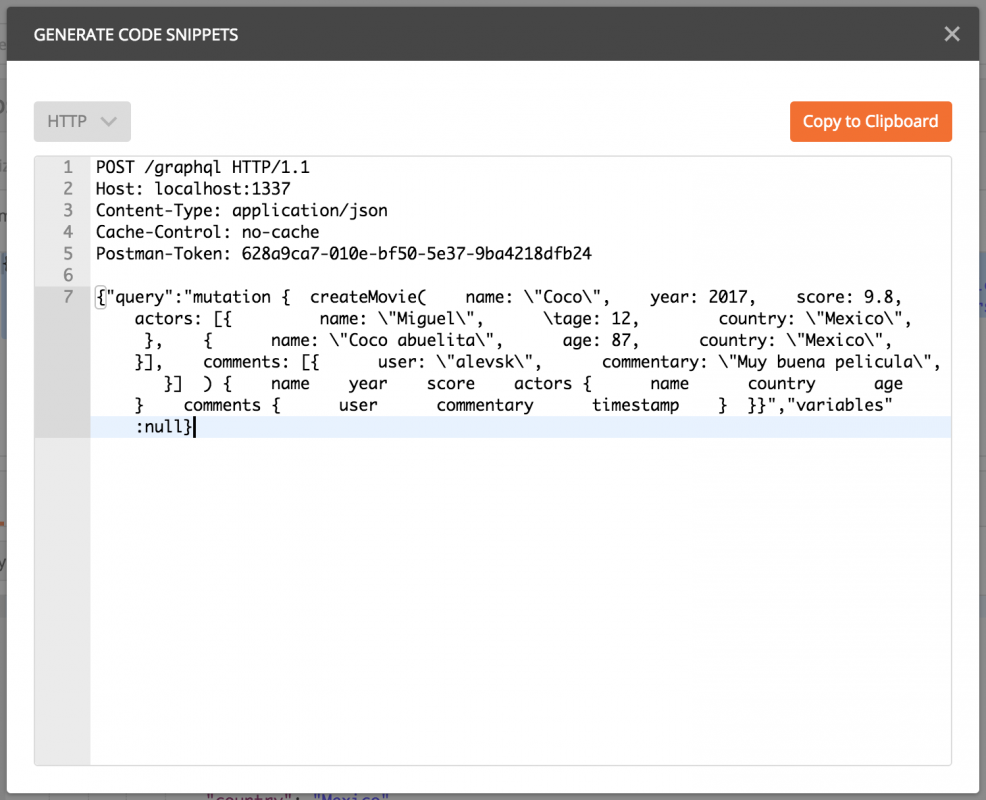 GENERATE CODE SNIPPETS
HTTP
Copy to Clipboard
1 POST /graphql HTTP/1.1
2 Host: localhost:1337
3 Content-Type: application/json
4 Cache-Control: no-cache
5 Postman-Token: 628a9ca7-010e-bf50-5e37-9ba4218dfb24
6
7 {"query":"mutation {  createMovie(    name: \"Coco\",    year: 2017,    score: 9.8,
actors: [{         name: \"Miguel\",      \tage: 12,        country: \"Mexico\",
},    {      name: \"Coco abuelita\",      age: 87,      country: \"Mexico\",
}],    comments: [{      user: \"alevsk\",      commentary: \"Muy buena pelicula\",
}]  ) {    name    year    score    actors {      name      country      age
}    comments {      user      commentary      timestamp    }  }}","variables"
:null}
"country": "Mexico"